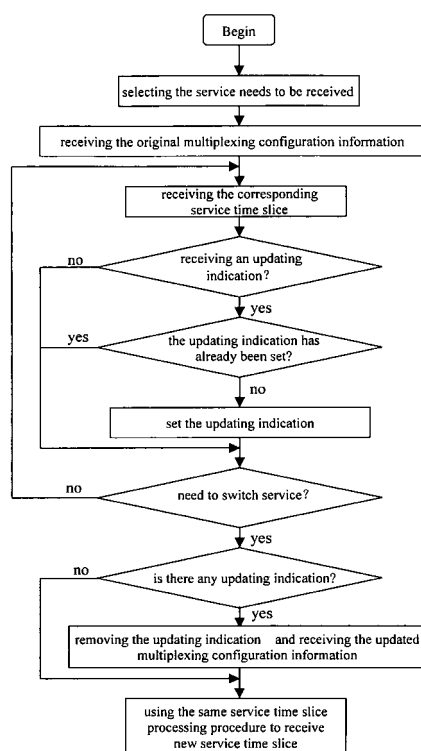 Begin
selecting the service needs to be received
receiving the original multiplexing configuration information
receiving the corresponding
service time slice
no
receiving an updating
indication?
yes
yes
the updating indication has
already been set?
no
set the updating indication
no
need to switch service?
yes
no
is there any updating indication?
yes
removing the updating indication and receiving the updated
multiplexing configuration information
using the same service time slice
processing procedure to receive
new service time slice